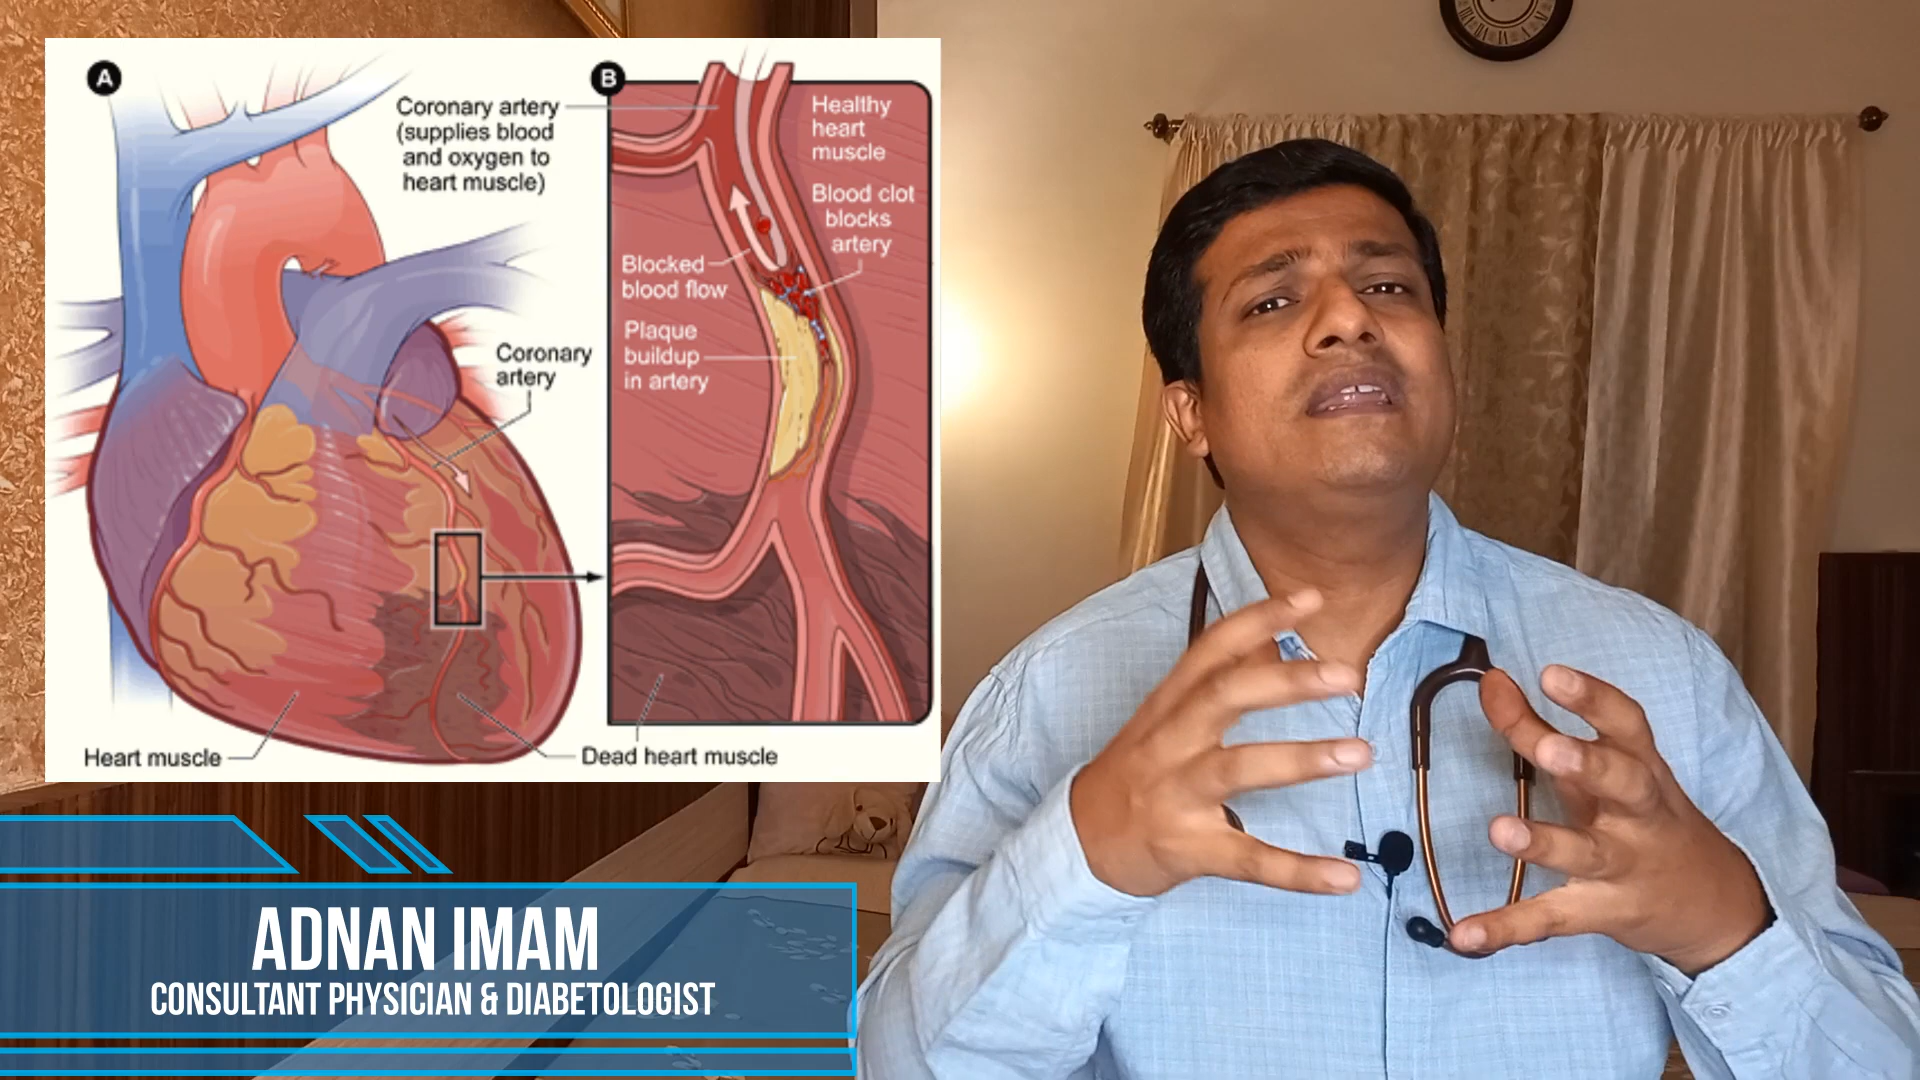 A
Coronary artery
(supplies blood
and oxygen to
heart muscle)
Coronary
artery
Heart muscle
Dead heart muscle
B
Healthy
heart
muscle
Blood clot
blocks
artery
Blocked
blood flow
Plaque
buildup
in artery
ADNAN IMAM
CONSULTANT PHYSICIAN & DIABETOLOGIST